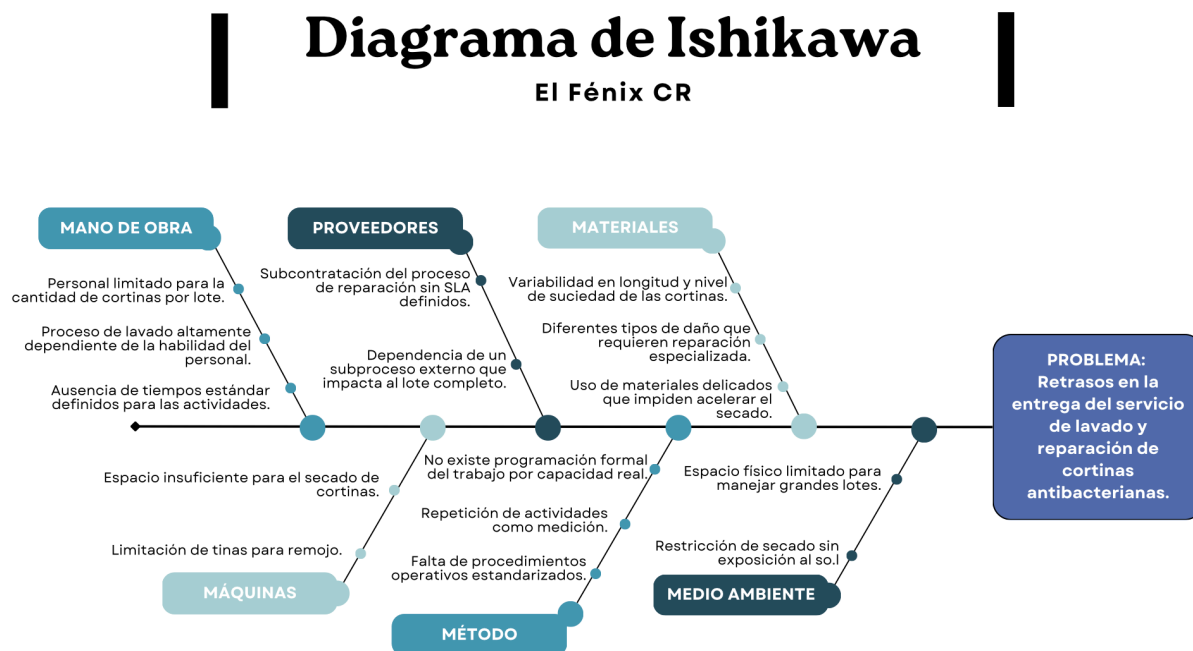 Diagrama de Ishikawa
El Fénix CR
MANO DE OBRA
Personal limitado para la
cantidad de cortinas por lote.
Proceso de lavado altamente
dependiente de la habilidad del
personal.
Ausencia de tiempos estándar
definidos para las actividades.
PROVEEDORES
Subcontratación del proceso
de reparación sin SLA
definidos.
Dependencia de un
subproceso externo que
impacta al lote completo.
MATERIALES
Variabilidad en longitud y nivel
de suciedad de las cortinas.
Diferentes tipos de daño que
requieren reparación
especializada.
Uso de materiales delicados
que impiden acelerar el
secado.
PROBLEMA:
Retrasos en la
entrega del servicio
de lavado y
reparación de
cortinas
antibacterianas.
Espacio insuficiente para el secado de
cortinas.
Limitación de tinas para remojo.
MÁQUINAS
No existe programación formal
del trabajo por capacidad real.
Repetición de actividades
como medición.
Falta de procedimientos
operativos estandarizados.
MÉTODO
Espacio físico limitado para
manejar grandes lotes.
Restricción de secado sin
exposición al so.l
MEDIO AMBIENTE